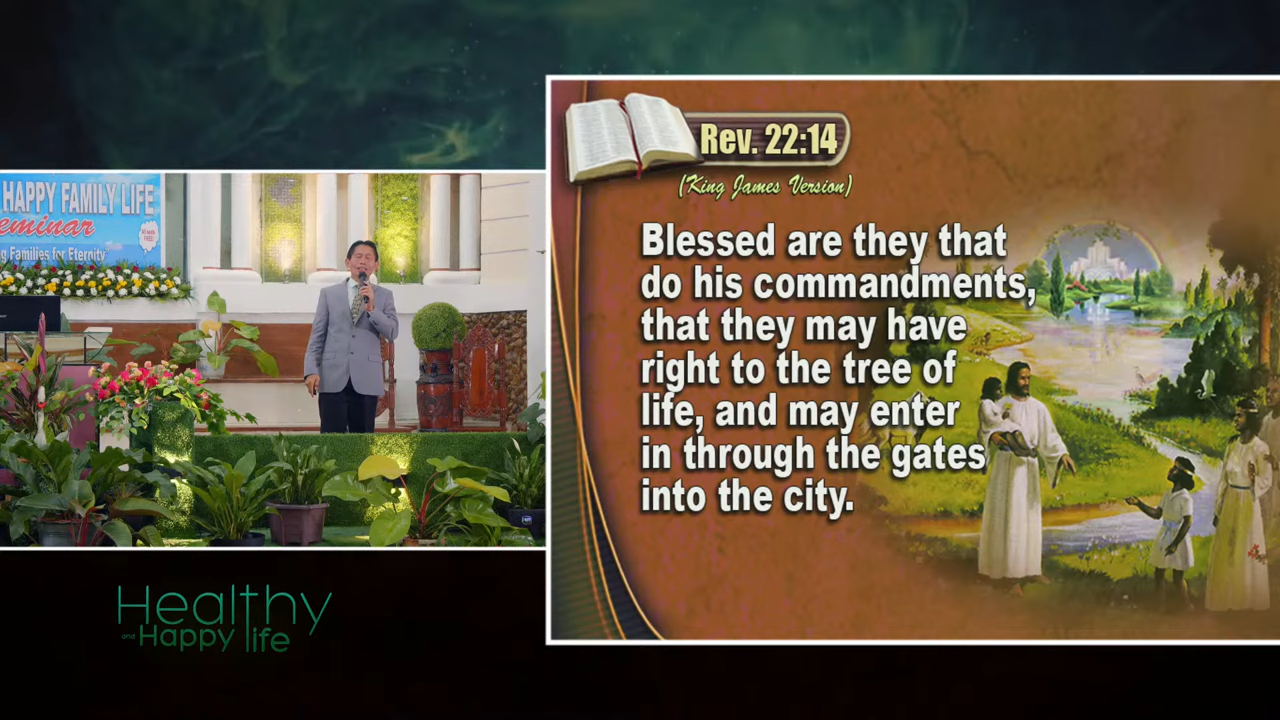 HAPPY FAMILY LIFE
eminar
g Families for Eternity"
Rev. 22:14
(King James Version)
Blessed are they that
do his commandments,
that they may have
right to the tree of
life, and may enter
in through the gates
into the city.
Healthy
and Happy life